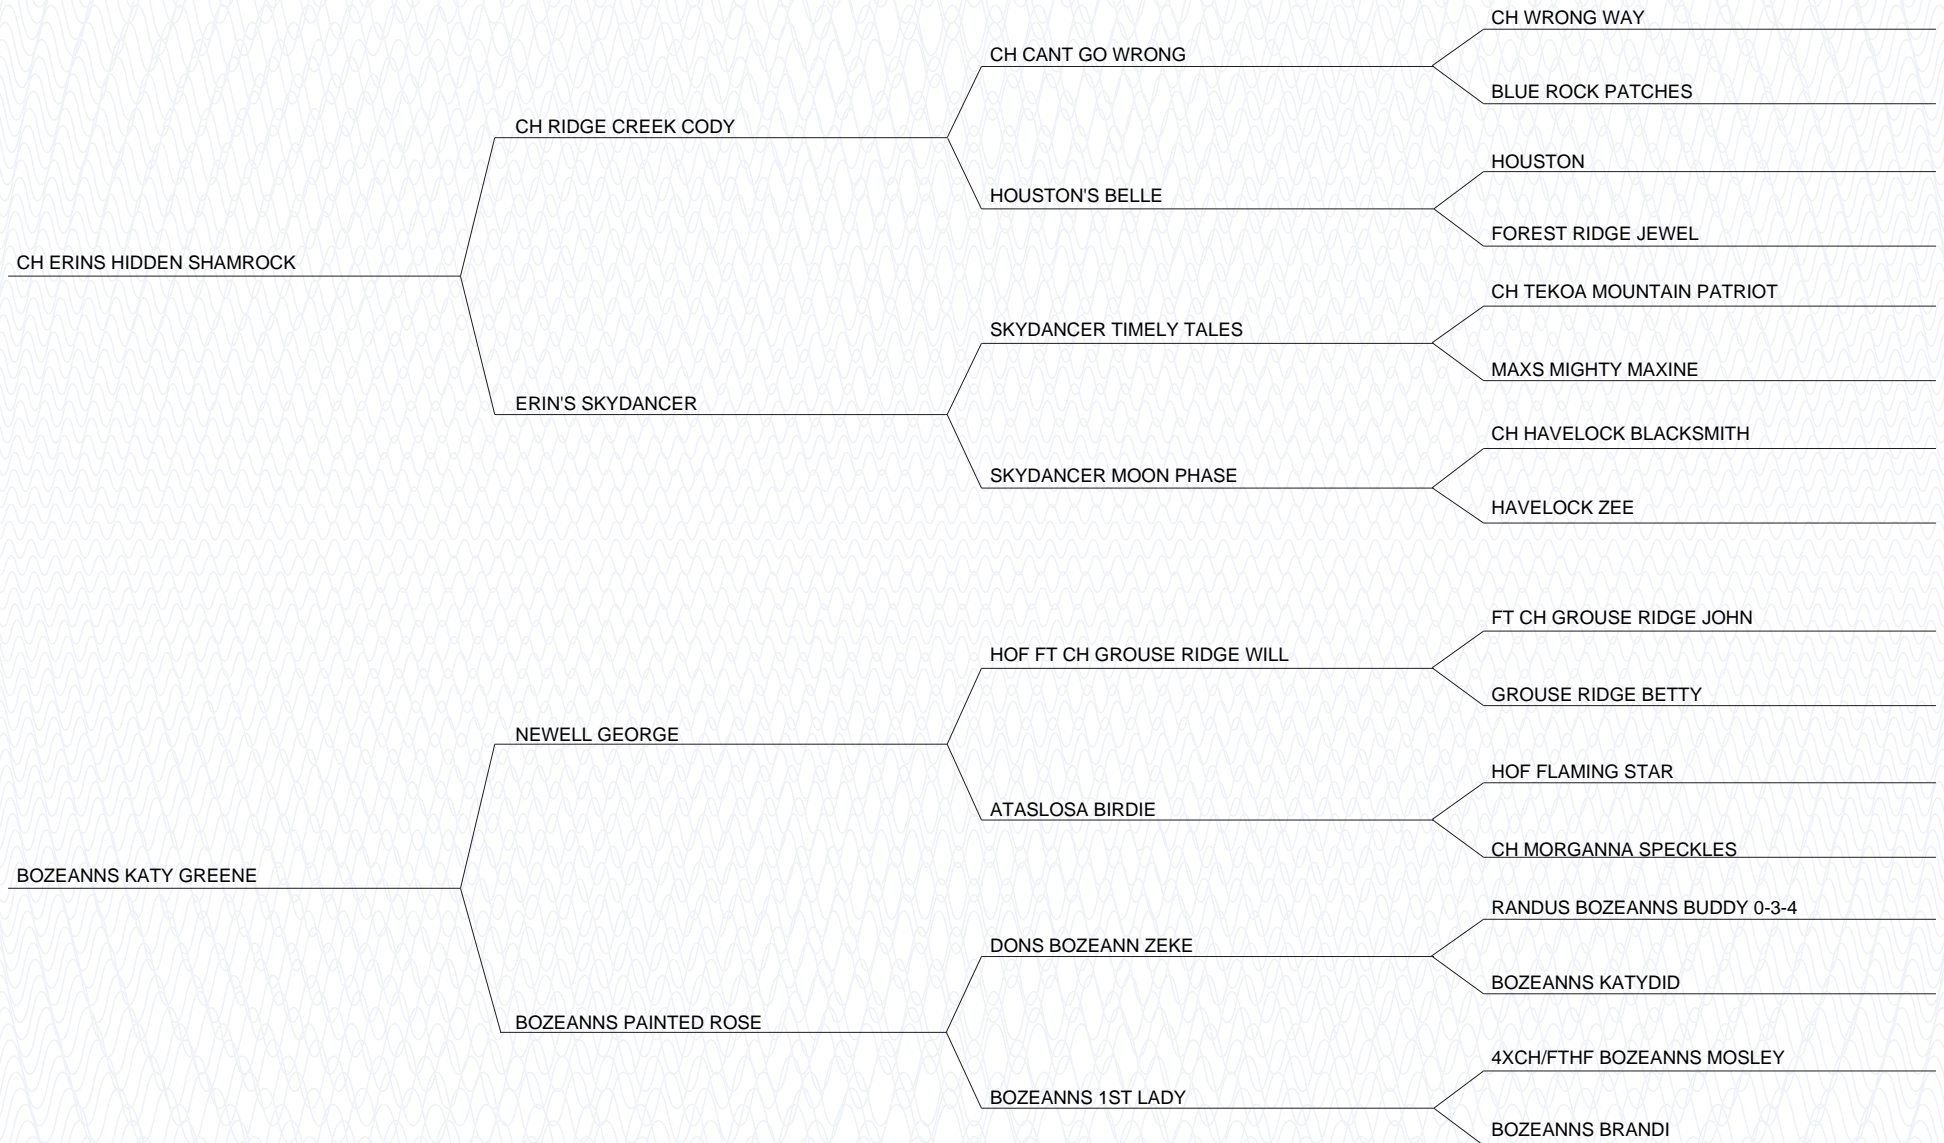 CH WRONG WAY
CH CANT GO WRONG
BLUE ROCK PATCHES
CH RIDGE CREEK CODY
HOUSTON
HOUSTON'S BELLE
FOREST RIDGE JEWEL
CH ERINS HIDDEN SHAMROCK
CH TEKOA MOUNTAIN PATRIOT
SKYDANCER TIMELY TALES
MAXS MIGHTY MAXINE
ERIN'S SKYDANCER
CH HAVELOCK BLACKSMITH
SKYDANCER MOON PHASE
HAVELOCK ZEE
FT CH GROUSE RIDGE JOHN
HOF FT CH GROUSE RIDGE WILL
GROUSE RIDGE BETTY
NEWELL GEORGE
HOF FLAMING STAR
ATASLOSA BIRDIE
CH MORGANNA SPECKLES
BOZEANNS KATY GREENE
RANDUS BOZEANNS BUDDY 0-3-4
DONS BOZEANN ZEKE
BOZEANNS KATYDID
BOZEANNS PAINTED ROSE
4XCH/FTHF BOZEANNS MOSLEY
BOZEANNS 1ST LADY
BOZEANNS BRANDI